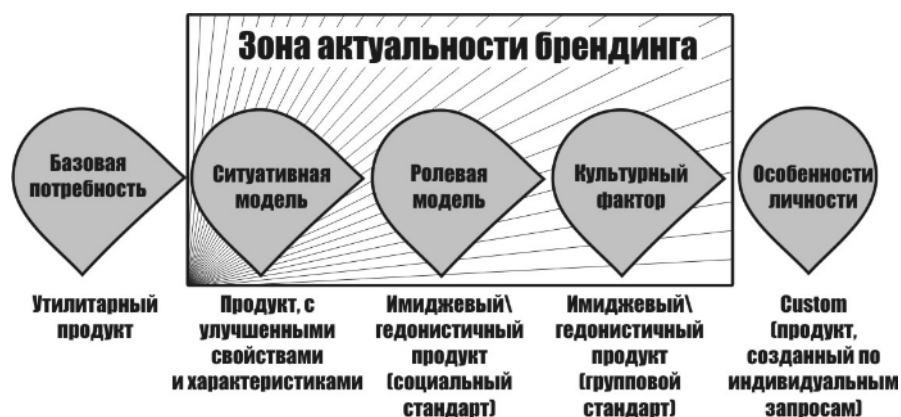 Зона актуальности брендинга
Базовая
потребность
Ситуативная
модель
Ролевая
модель
Культурный
фактор
Особенности
личности
Утилитарный
продукт
Продукт, с
улучшенными
свойствами
и характеристиками
Имиджевый\
гедонистичный
продукт
(социальный
стандарт)
Имиджевый\
гедонистичный
продукт
(групповой
стандарт)
Custom
(продукт,
созданный по
индивидуальным
запросам)